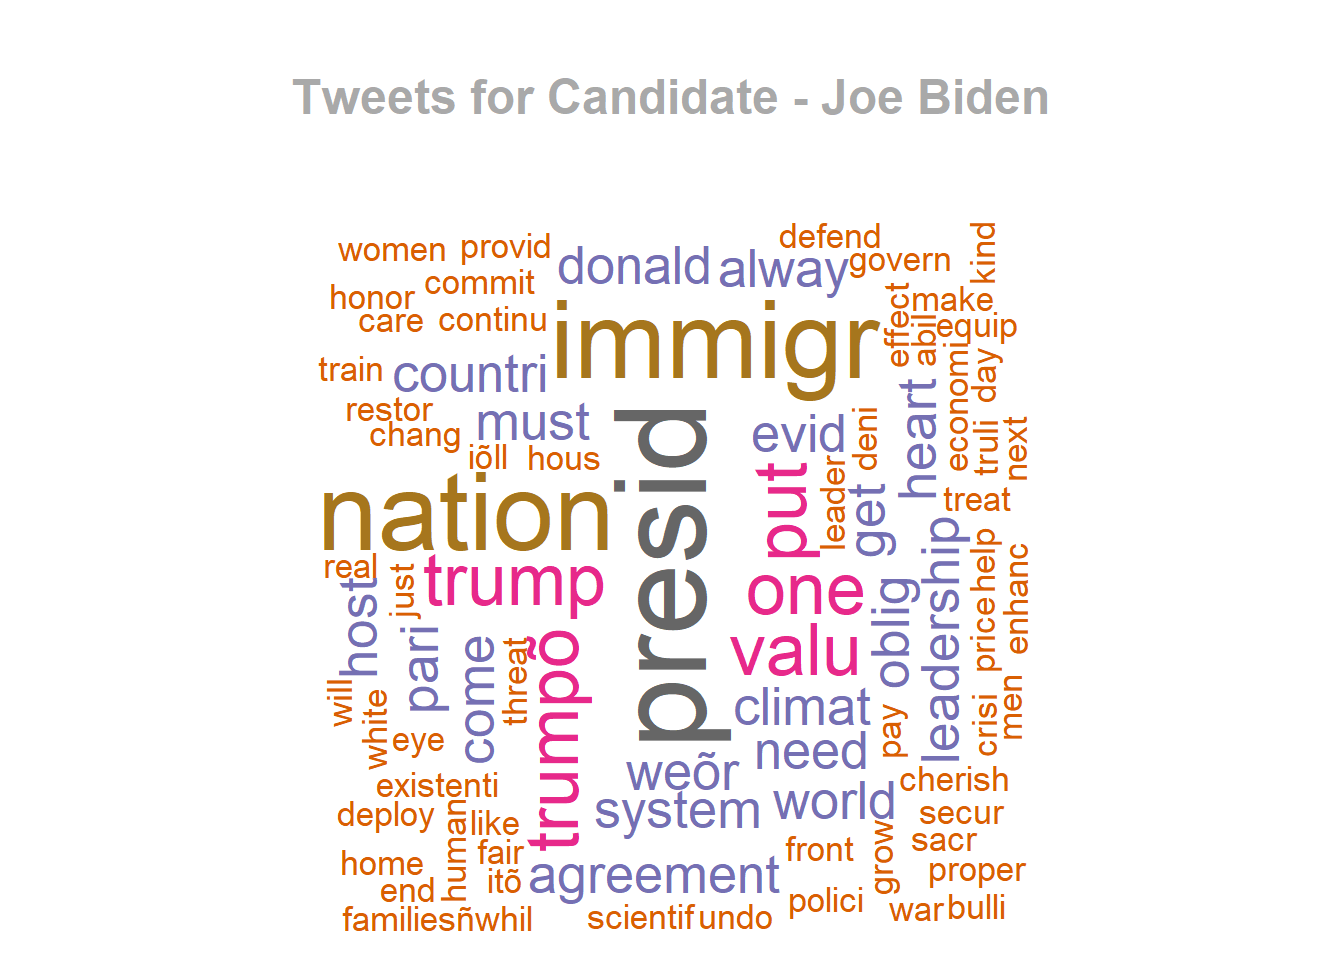 Tweets for Candidate - Joe Biden
women
provid
donald
alway
defend
govern
kind
honor
commit
care
continu
immigr
effect
make
abil
equip
train
countri
restor
must
chang
iõll
hous
evid
deni
heart
economi
day
truli
next
nation
presid
put
leader
get
treat
real
just
trump
one
valu
oblig
leadership
help
price
enhanc
host
pari
come
threat
trumpõ
climat
will
white
eye
need
pay
crisi
men
weõr
existenti
system
world
cherish
deploy
human
like
secur
home
fair
front
grow
sacr
end
itõ
agreement
proper
familiesñwhil
scientif
undo
polici
war
bulli